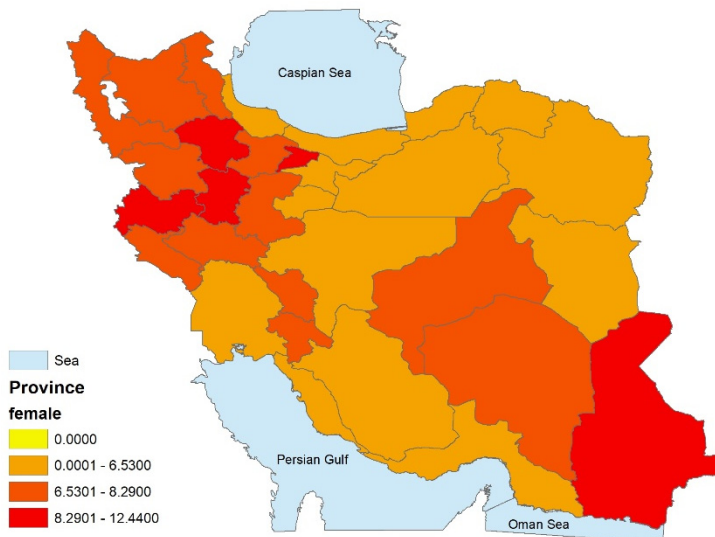 Caspian Sea
Sea
Province
female
0.0000
0.0001 - 6.5300
6.5301 - 8.2900
8.2901 - 12.4400
Persian Gulf
Oman Sea